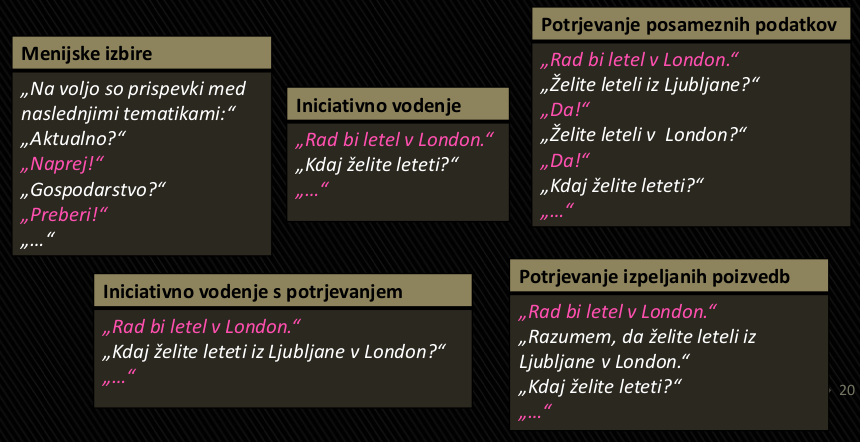 Menijske izbire
„Na voljo so prispevki med
naslednjimi tematikami:“
„Aktualno?“
„Naprej!“
„Gospodarstvo?“
„Preberi!“
„…“
Iniciativno vodenje
„Rad bi letel v London.“
„Kdaj želite leteti?“
„…“
Potrjevanje posameznih podatkov
„Rad bi letel v London.“
„Želite leteli iz Ljubljane?“
„Da!“
„Želite leteli v London?“
„Da!“
„Kdaj želite leteti?“
„…“
Iniciativno vodenje s potrjevanjem
„Rad bi letel v London.“
„Kdaj želite leteti iz Ljubljane v London?“
„…“
Potrjevanje izpeljanih poizvedb
„Rad bi letel v London.“
„Razumem, da želite leteli iz
Ljubljane v London.“
„Kdaj želite leteti?“
„…“
20